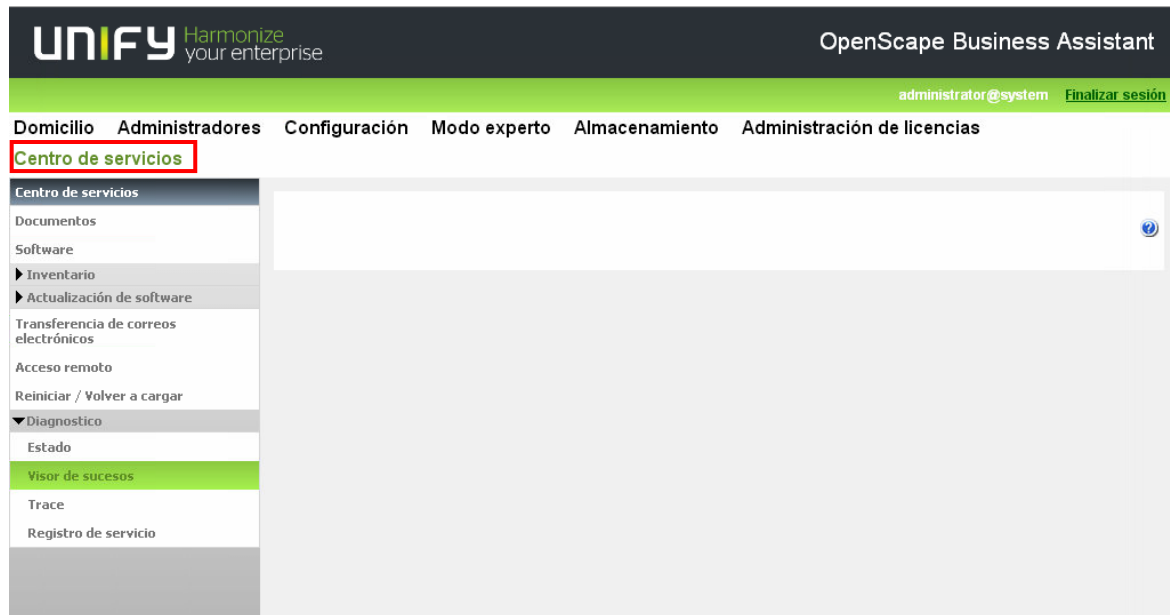 UNIFY Harmonize
your enterprise
OpenScape Business Assistant
administrator@system Finalizar sesión
Domicilio Administradores Configuración Modo experto Almacenamiento Administración de licencias
Centro de servicios
Centro de servicios
Documentos
Software
Inventario
Actualización de software
Transferencia de correos
electrónicos
Acceso remoto
Reiniciar / Volver a cargar
Diagnostico
Estado
Visor de sucesos
Trace
Registro de servicio
?